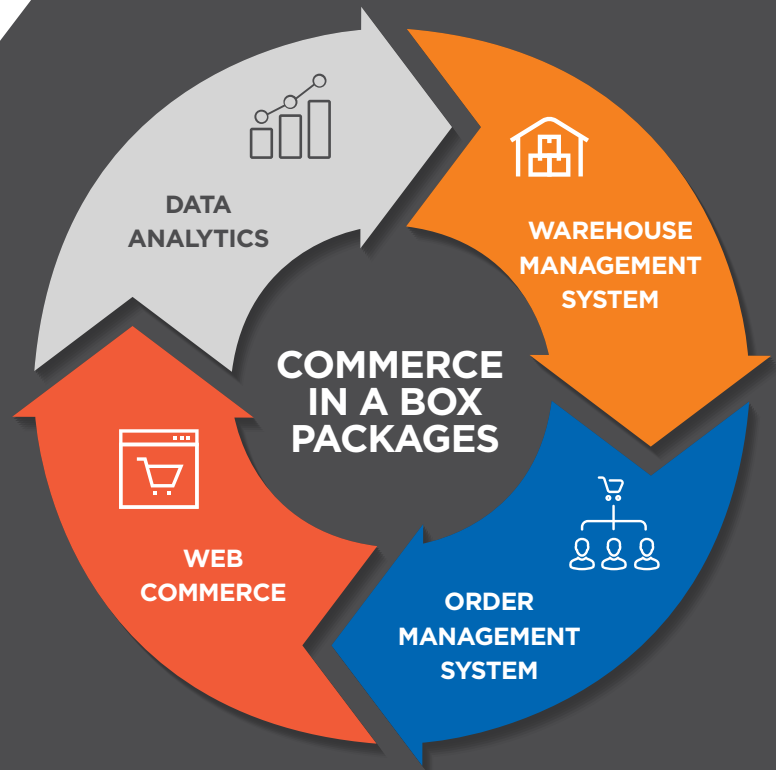 DATA
ANALYTICS
WAREHOUSE
MANAGEMENT
SYSTEM
COMMERCE
IN A BOX
PACKAGES
WEB
COMMERCE
ORDER
MANAGEMENT
SYSTEM